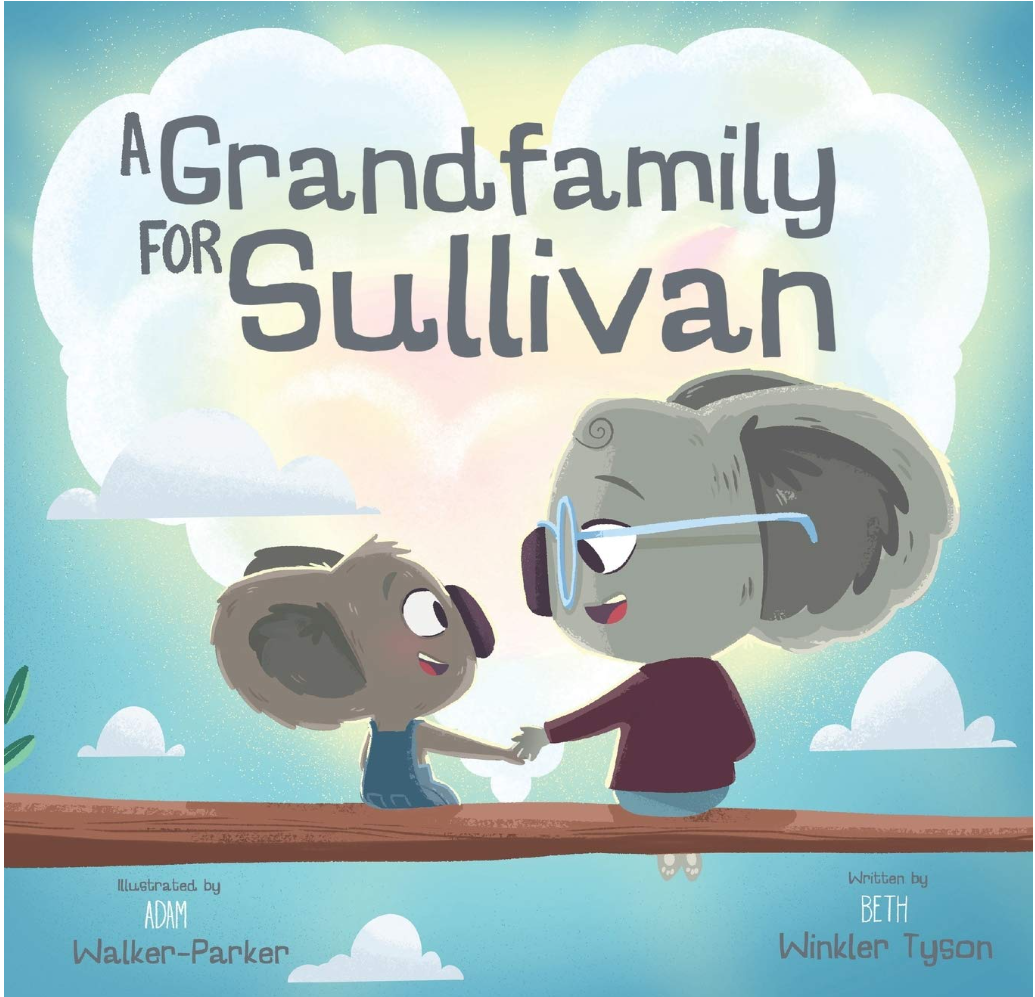 A Grandfamily
FOR Sullivan
Illustrated by
ADAM
Walker-Parker
Written by
BETH
Winkler Tyson